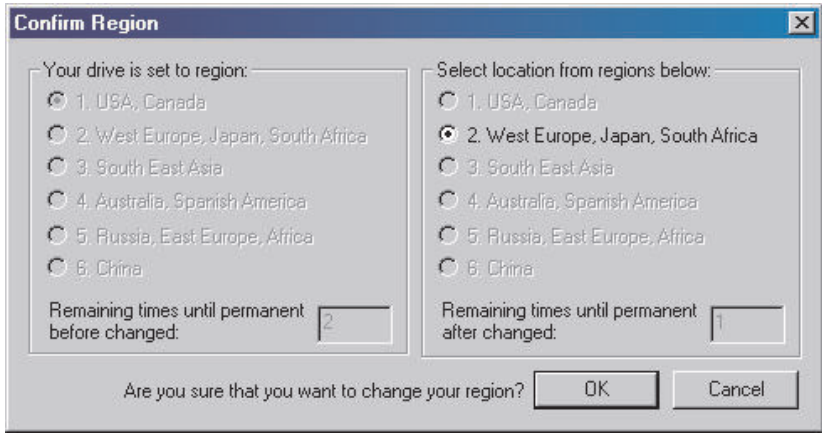 Confirm Region
Your drive is set to region:
1. USA, Canada
2. West Europe, Japan, South Africa
3. South East Asia
4. Australia, Spanish America
5. Russia, East Europe, Africa
6. China
Remaining times until permanent
before changed:
2
Select location from regions below:
1. USA, Canada
2. West Europe, Japan, South Africa
3. South East Asia
4. Australia, Spanish America
5. Russia, East Europe, Africa
6. China
Remaining times until permanent
after changed:
1
Are you sure that you want to change your region?
OK
Cancel